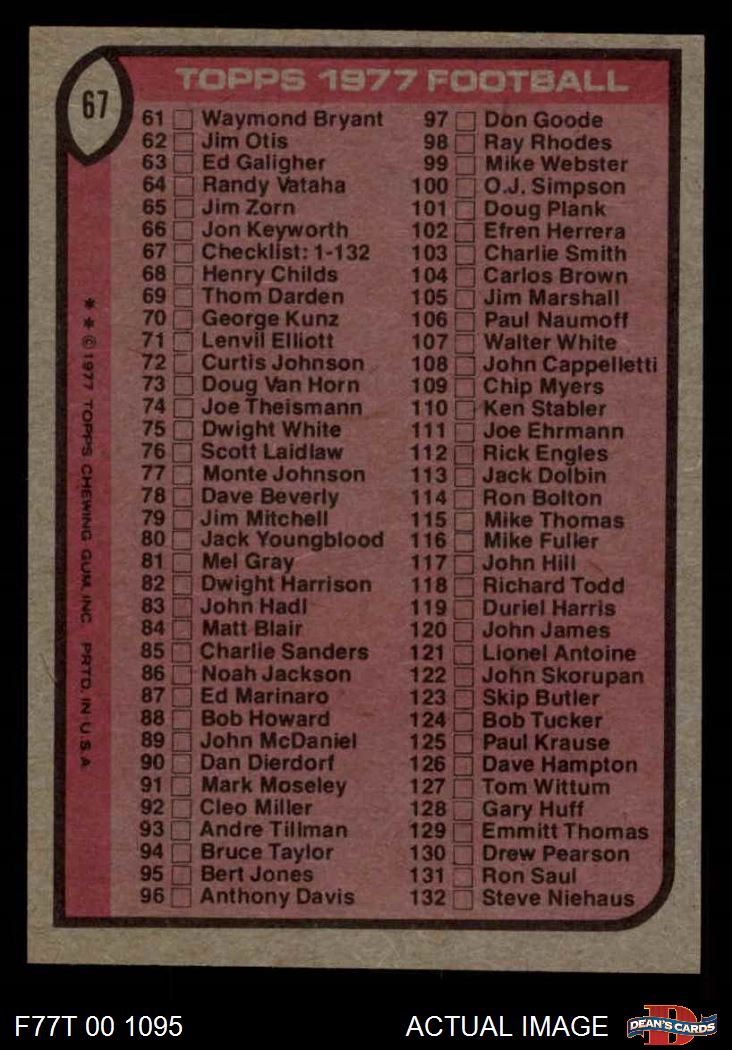 67
TOPPS 1977 FOOTBALL
61 Waymond Bryant
62 Jim Otis
63 Ed Galigher
64 Randy Vataha
65 Jim Zorn
66 Jon Keyworth
67 Checklist: 1-132
68 Henry Childs
69 Thom Darden
70 George Kunz
71 Lenvil Elliott
72 Curtis Johnson
73 Doug Van Horn
74 Joe Theismann
75 Dwight White
76 Scott Laidlaw
77 Monte Johnson
78 Dave Beverly
79 Jim Mitchell
80 Jack Youngblood
81 Mel Gray
82 Dwight Harrison
83 John Hadl
84 Matt Blair
85 Charlie Sanders
86 Noah Jackson
87 Ed Marinaro
88 Bob Howard
89 John McDaniel
90 Dan Dierdorf
91 Mark Moseley
92 Cleo Miller
93 Andre Tillman
94 Bruce Taylor
95 Bert Jones
96 Anthony Davis
97 Don Goode
98 Ray Rhodes
99 Mike Webster
100 O.J. Simpson
101 Doug Plank
102 Efren Herrera
103 Charlie Smith
104 Carlos Brown
105 Jim Marshall
106 Paul Naumoff
107 Walter White
108 John Cappelletti
109 Chip Myers
110 Ken Stabler
111 Joe Ehrmann
112 Rick Engles
113 Jack Dolbin
114 Ron Bolton
115 Mike Thomas
116 Mike Fuller
117 John Hill
118 Richard Todd
119 Duriel Harris
120 John James
121 Lionel Antoine
122 John Skorupan
123 Skip Butler
124 Bob Tucker
125 Paul Krause
126 Dave Hampton
127 Tom Wittum
128 Gary Huff
129 Emmitt Thomas
130 Drew Pearson
131 Ron Saul
132 Steve Niehaus
* * © 1977 TOPPS CHEWING GUM, INC. PRTD. IN U.S.A.
F77T 00 1095
ACTUAL IMAGE
D
DEAN'S CARDS